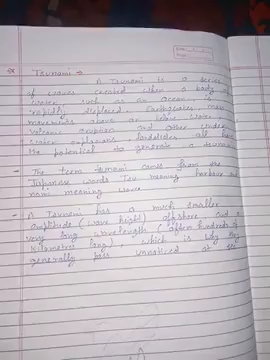 Tsunami →
A Tsunami is a series
of waves created when a body of
water, such as an ocean, is
rapidly displaced. Earthquakes, mass
movements above or below water,
volcanic eruptions and other under
water explosions, landslides all have
the potential to generate a tsunami
- The term tsunami comes from the
Japanese words Tsu meaning harbour and
nami meaning wave
- A Tsunami has a much smaller
amplitude (wave height) offshore and a
very long wavelength (often hundreds of
kilometres long), which is why they
generally pass unnoticed at sea